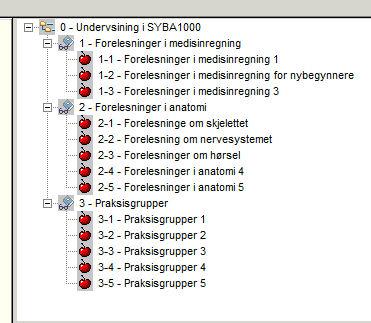 0 - Undervsining i SYBA1000
1 - Forelesninger i medisinregning
1-1 - Forelesninger i medisinregning 1
1-2 - Forelesninger i medisinregning for nybegynnere
1-3 - Forelesninger i medisinregning 3
2 - Forelesninger i anatomi
2-1 - Forelesninge om skjelettet
2-2 - Forelesning om nervesystemet
2-3 - Forelesninger om hørsel
2-4 - Forelesninger i anatomi 4
2-5 - Forelesninger i anatomi 5
3 - Praksisgrupper
3-1 - Praksisgrupper 1
3-2 - Praksisgrupper 2
3-3 - Praksisgrupper 3
3-4 - Praksisgrupper 4
3-5 - Praksisgrupper 5